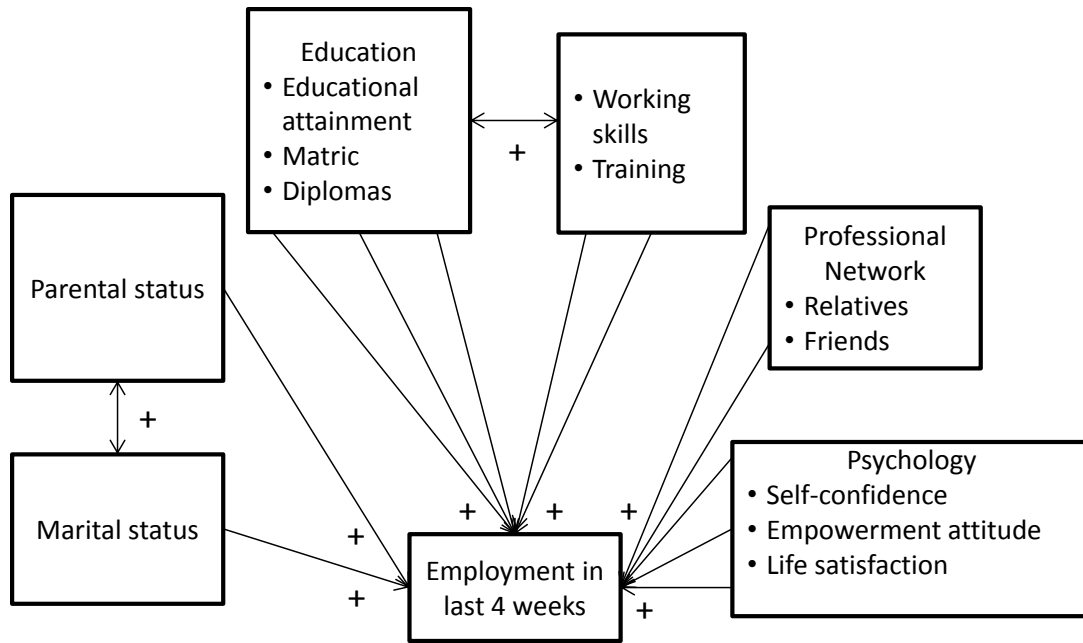 Education
• Educational
attainment
• Matric
• Diplomas
• Working
skills
• Training
+
Professional
Network
• Relatives
• Friends
Parental status
+
Marital status
Psychology
• Self-confidence
• Empowerment attitude
• Life satisfaction
+
+
+
+
+
+
Employment in
last 4 weeks